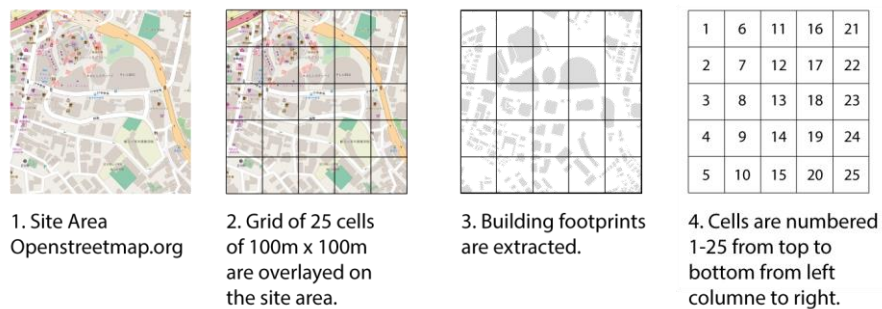 1 6 11 16 21
2 7 12 17 22
3 8 13 18 23
4 9 14 19 24
5 10 15 20 25
1. Site Area
Openstreetmap.org
2. Grid of 25 cells
of 100m x 100m
are overlayed on
the site area.
3. Building footprints
are extracted.
4. Cells are numbered
1-25 from top to
bottom from left
columne to right.